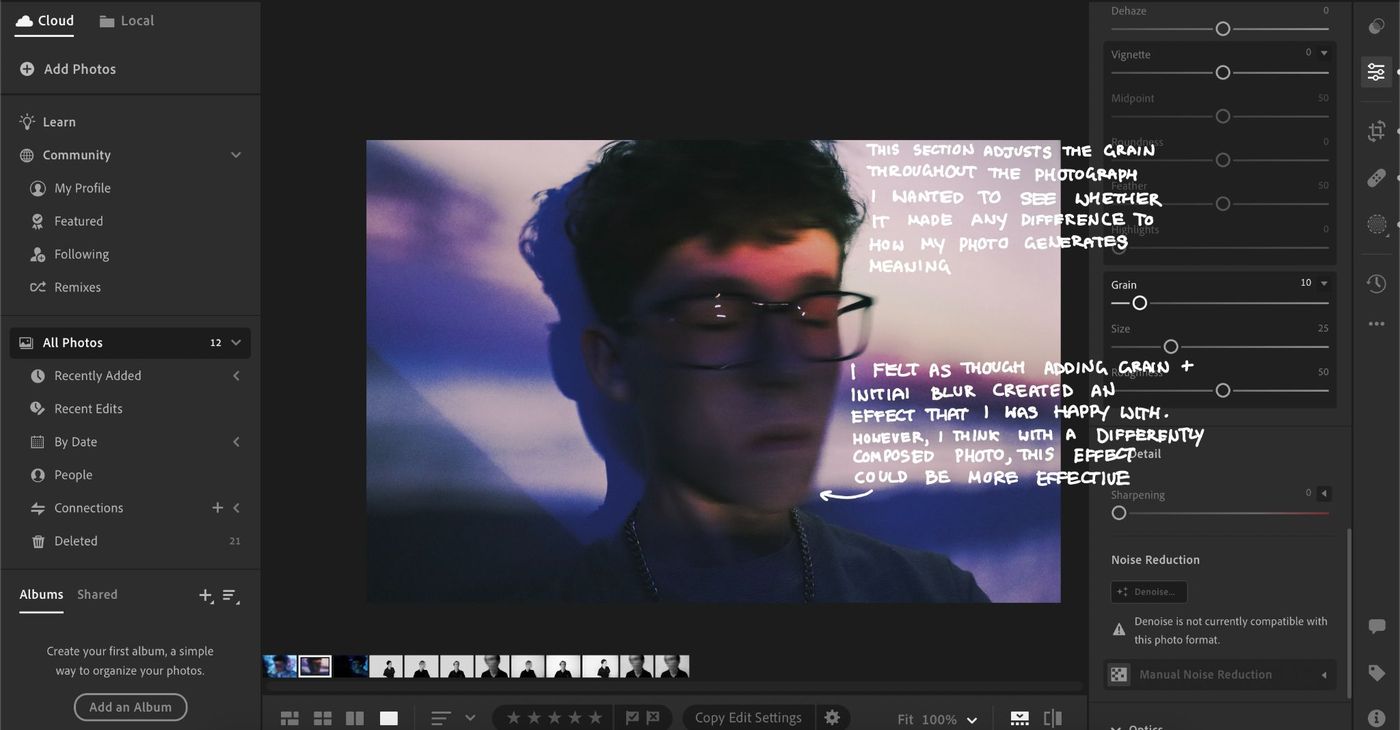 Cloud
Local
Add Photos
Learn
Community
My Profile
Featured
Following
Remixes
All Photos
12
Recently Added
Recent Edits
By Date
People
Connections
Deleted
21
Albums
Shared
Create your first album, a simple
way to organize your photos.
Add an Album
THIS SECTION ADJUSTS THE GRAIN
THROUGHOUT THE PHOTOGRAPH
I WANTED TO SEE WHETHER
IT MADE ANY DIFFERENCE TO
HOW MY PHOTO GENERATES
MEANING
I FELT AS THOUGH ADDING GRAIN +
INITIAL BLUR CREATED AN
EFFECT THAT I WAS HAPPY WITH.
HOWEVER, I THINK WITH A DIFFERENTLY
COMPOSED PHOTO, THIS EFFECT
COULD BE MORE EFFECTIVE
Copy Edit Settings
Fit 100%
Dehaze 0
Vignette 0
Midpoint 50
Roundness 0
Feather 50
Highlights 0
Grain 10
Size 25
Roughness 50
Detail
Sharpening 0
Noise Reduction
Denoise...
Denoise is not currently compatible with
this photo format.
Manual Noise Reduction
Optics